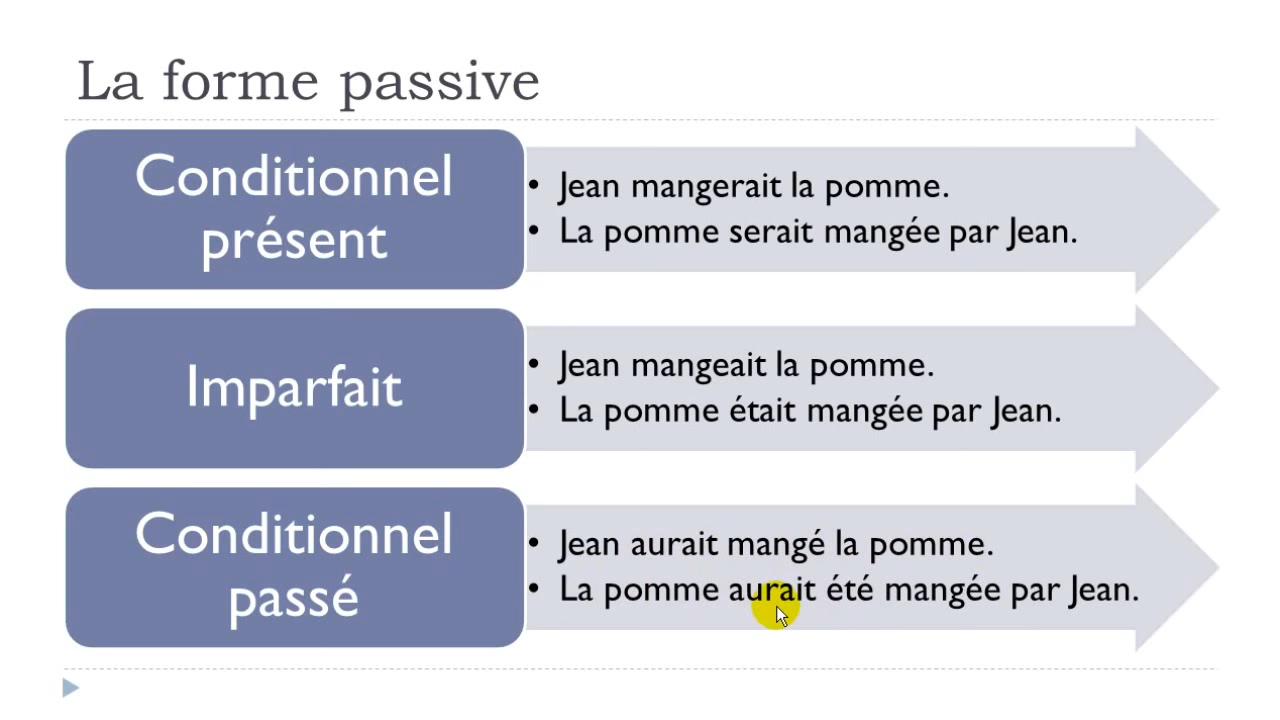 La forme passive
Conditionnel
présent
• Jean mangerait la pomme.
• La pomme serait mangée par Jean.
Imparfait
• Jean mangeait la pomme.
• La pomme était mangée par Jean.
Conditionnel
passé
• Jean aurait mangé la pomme.
• La pomme aurait été mangée par Jean.